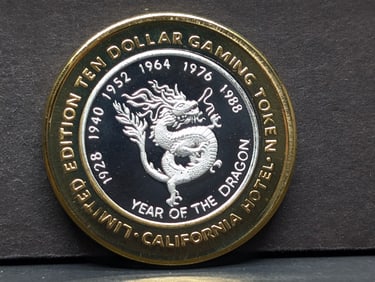 LIMITED EDITION TEN DOLLAR GAMING TOKEN
· CALIFORNIA HOTEL ·
1928 1940 1952 1964 1976 1988
YEAR OF THE DRAGON